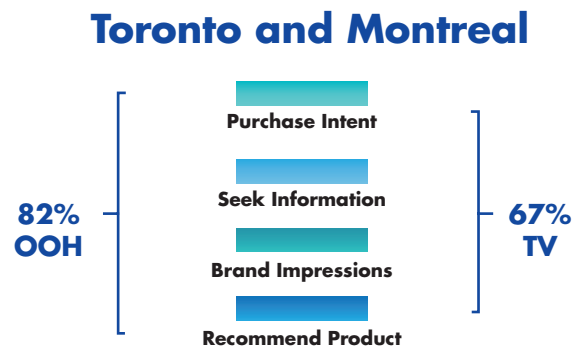 Toronto and Montreal
Purchase Intent
Seek Information
82%
OOH
67%
TV
Brand Impressions
Recommend Product